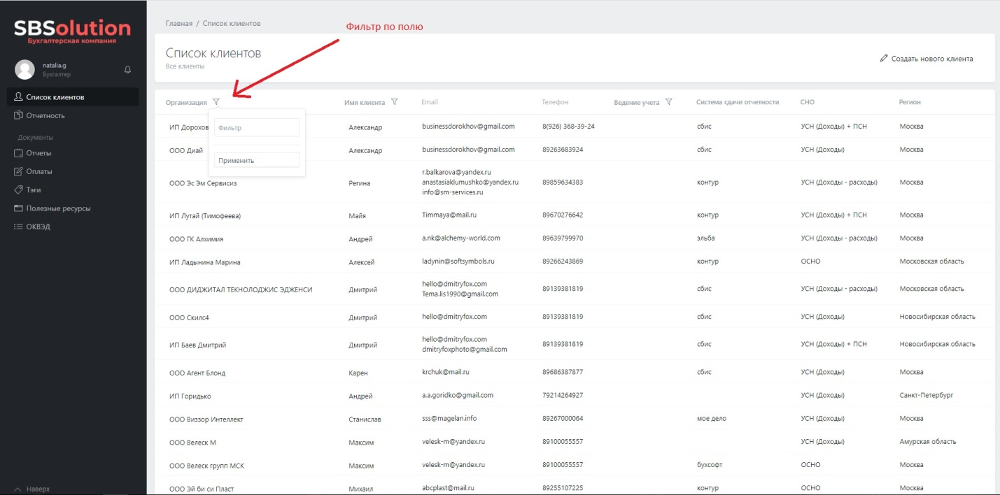 SBSolution
Бухгалтерская компания
natalia.g
Бухгалтер
Список клиентов
Отчетность
Документы
Отчеты
Оплаты
Тэги
Полезные ресурсы
ОКВЭД
Наверх
Главная / Список клиентов
Фильтр по полю
Список клиентов
Все клиенты
Создать нового клиента
Организация Имя клиента Email Телефон Ведение учета Система сдачи отчетности СНО Регион
Фильтр
Применить
ИП Дорохов Александр businessdorokhov@gmail.com 8(926) 368-39-24 сбис УСН (Доходы) + ПСН Москва
ООО Диай Александр businessdorokhov@gmail.com 89263683924 сбис УСН (Доходы) Москва
r.balkarova@yandex.ru
ООО Эс Эм Сервисиз Регина anastasiaklumushko@yandex.ru 89859634383 контур УСН (Доходы - расходы) Москва
info@sm-services.ru
ИП Лутай (Тимофеева) Майя Timmaya@mail.ru 89670276642 контур УСН (Доходы) + ПСН Москва
ООО ГК Алхимия Андрей a.nk@alchemy-world.com 89639799970 эльба УСН (Доходы - расходы) Москва
ИП Ладынина Марина Алексей ladynin@softsymbols.ru 89266243869 контур ОСНО Московская область
hello@dmitryfox.com
ООО ДИДЖИТАЛ ТЕКНОЛОДЖИС ЭДЖЕНСИ Дмитрий 89139381819 сбис УСН (Доходы - расходы) Московская область
Tema.lis1990@gmail.com
ООО Скилс4 Дмитрий hello@dmitryfox.com 89139381819 сбис УСН (Доходы) Новосибирская область
hello@dmitryfox.com
ИП Баев Дмитрий Дмитрий 89139381819 сбис УСН (Доходы) + ПСН Новосибирская область
dmitryfoxphoto@gmail.com
ООО Агент Блонд Карен krchuk@mail.ru 89686387877 сбис УСН (Доходы) Москва
ИП Горидько Андрей a.a.goridko@gmail.com 79214264927 УСН (Доходы) Санкт-Петербург
ООО Виззор Интеллект Станислав sss@magelan.info 89267000064 мое дело УСН (Доходы) Москва
ООО Велеск М Максим velesk-m@yandex.ru 89100055557 УСН (Доходы) Амурская область
ООО Велеск групп МСК Максим velesk-m@yandex.ru 89100055557 бухсофт ОСНО Москва
ООО Эй би си Пласт Михаил abcplast@mail.ru 89255107225 контур ОСНО Москва